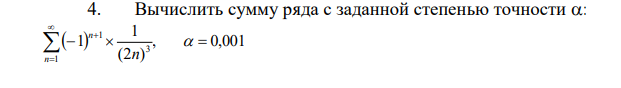 4. Вычислить сумму ряда с заданной степенью точности α:
∑_{n=1}^{∞} (−1)^{n+1} × 1/(2n)^3, α = 0,001